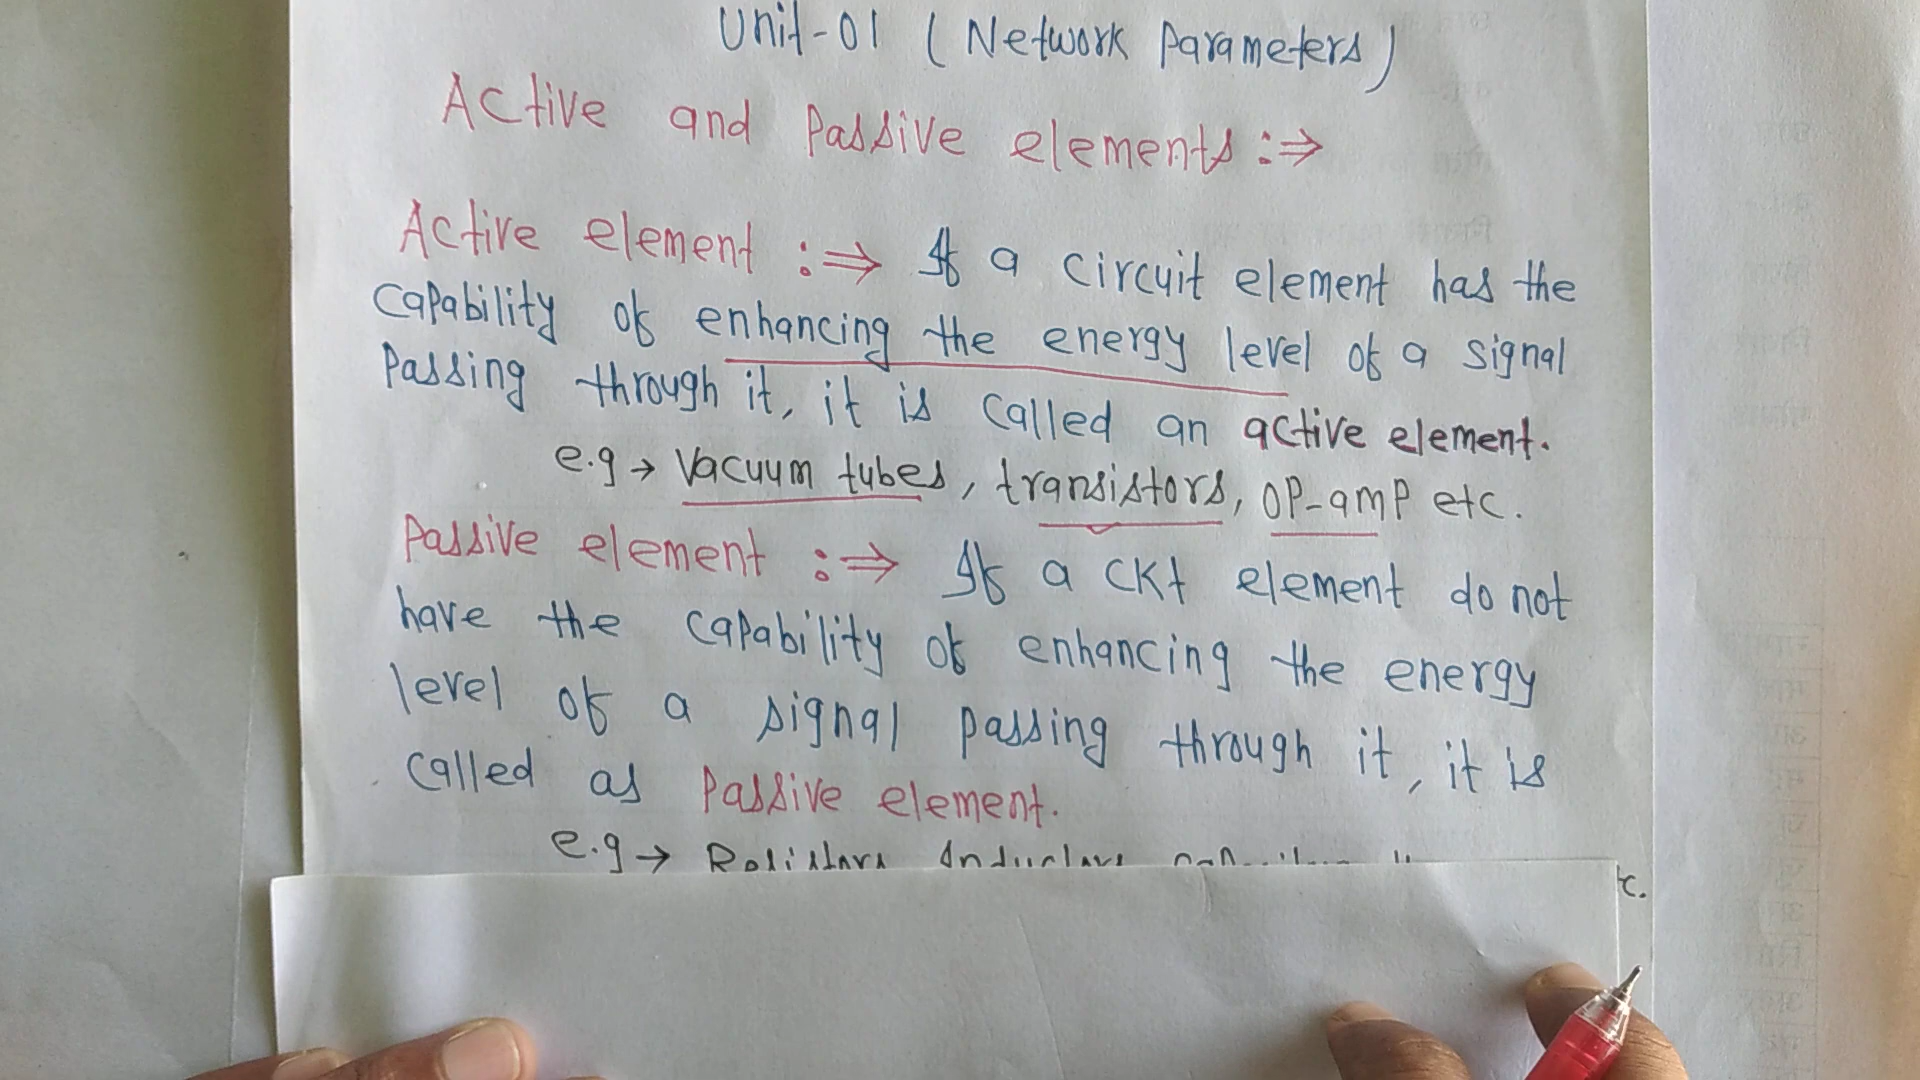 Unit-01 (Network Parameters)
Active and Passive elements :⇒
Active element :⇒ If a circuit element has the
capability of enhancing the energy level of a signal
Passing through it, it is called an active element.
e.g → Vacuum tubes, transistors, OP-amp etc.
Passive element :⇒ If a CKt element do not
have the capability of enhancing the energy
level of a signal passing through it, it is
called as Passive element.
e.g → Resistors Inductors